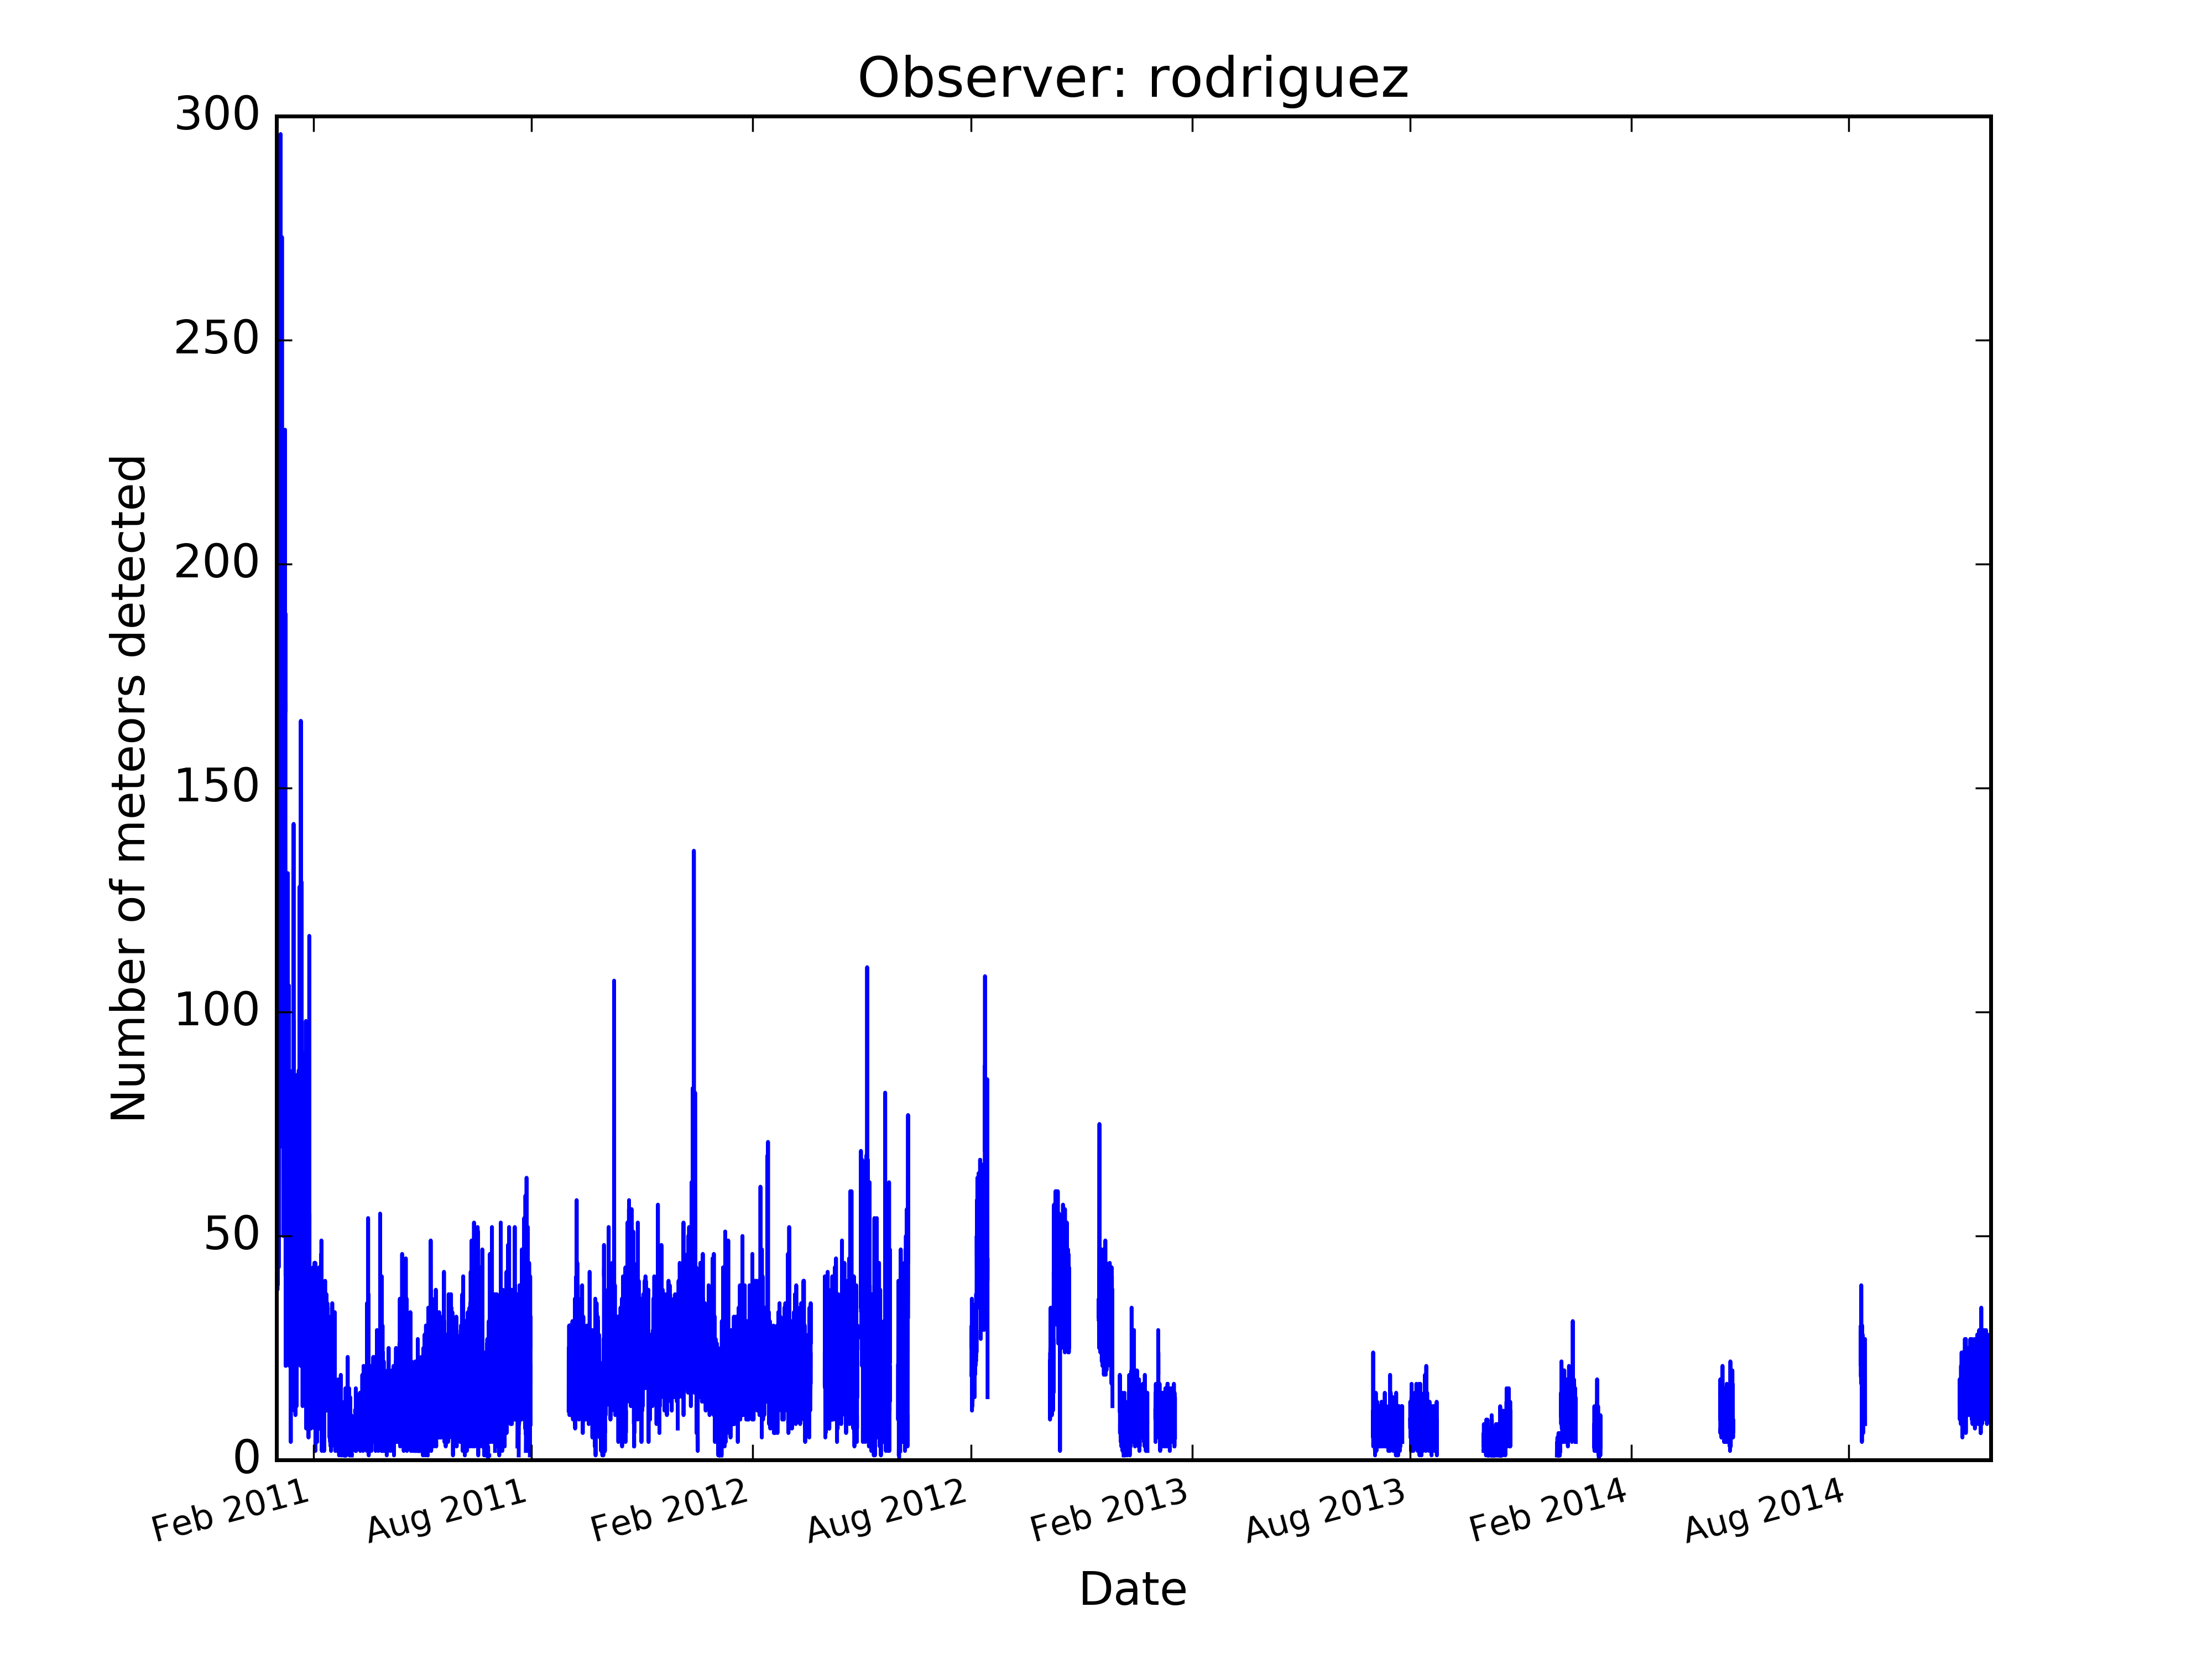 Observer: rodriguez
300
250
200
150
100
50
0
Number of meteors detected
Feb 2011
Aug 2011
Feb 2012
Aug 2012
Feb 2013
Aug 2013
Feb 2014
Aug 2014
Date